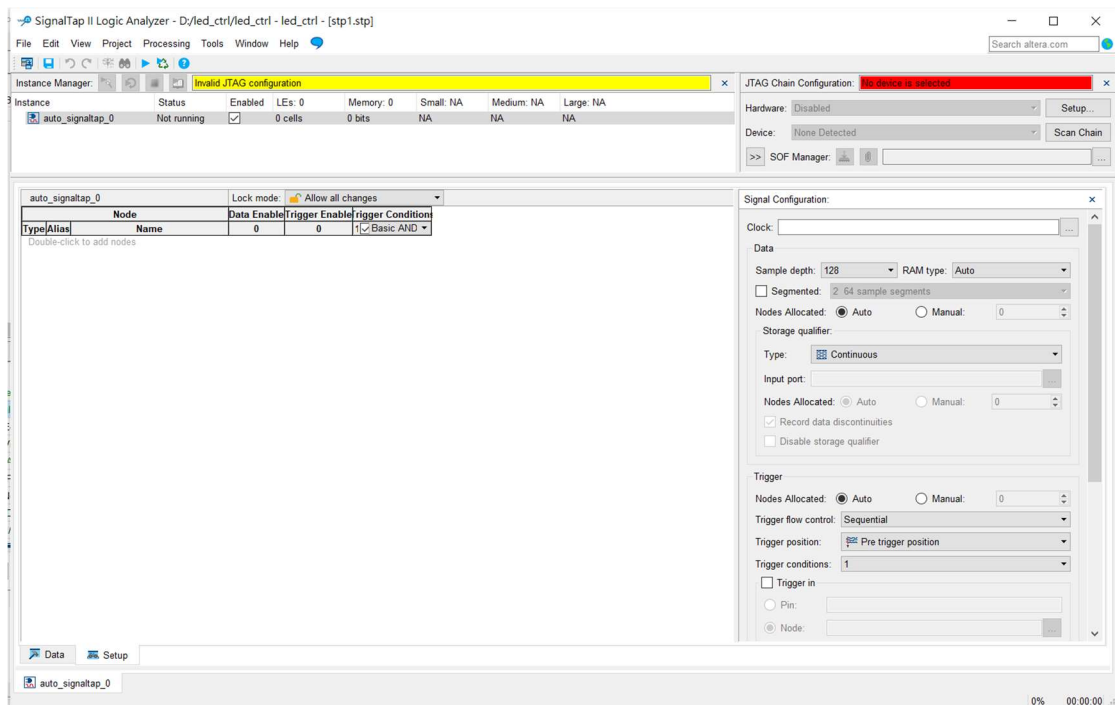 SignalTap II Logic Analyzer - D:/led_ctrl/led_ctrl - led_ctrl - [stp1.stp]
File Edit View Project Processing Tools Window Help
Search altera.com
Instance Manager: Invalid JTAG configuration
JTAG Chain Configuration: No device is selected
Instance Status Enabled LEs: 0 Memory: 0 Small: NA Medium: NA Large: NA
auto_signaltap_0 Not running 0 cells 0 bits NA NA NA
Hardware: Disabled Setup...
Device: None Detected Scan Chain
>> SOF Manager: ...
auto_signaltap_0 Lock mode: Allow all changes
Node Data Enable Trigger Enable Trigger Conditions
Type Alias Name 0 0 1 Basic AND
Double-click to add nodes
Signal Configuration:
Clock: ...
Data
Sample depth: 128 RAM type: Auto
Segmented: 2 64 sample segments
Nodes Allocated: Auto Manual: 0
Storage qualifier:
Type: Continuous
Input port: ...
Nodes Allocated: Auto Manual: 0
Record data discontinuities
Disable storage qualifier
Trigger
Nodes Allocated: Auto Manual: 0
Trigger flow control: Sequential
Trigger position: Pre trigger position
Trigger conditions: 1
Trigger in
Pin:
Node: ...
Data Setup
auto_signaltap_0
0% 00:00:00